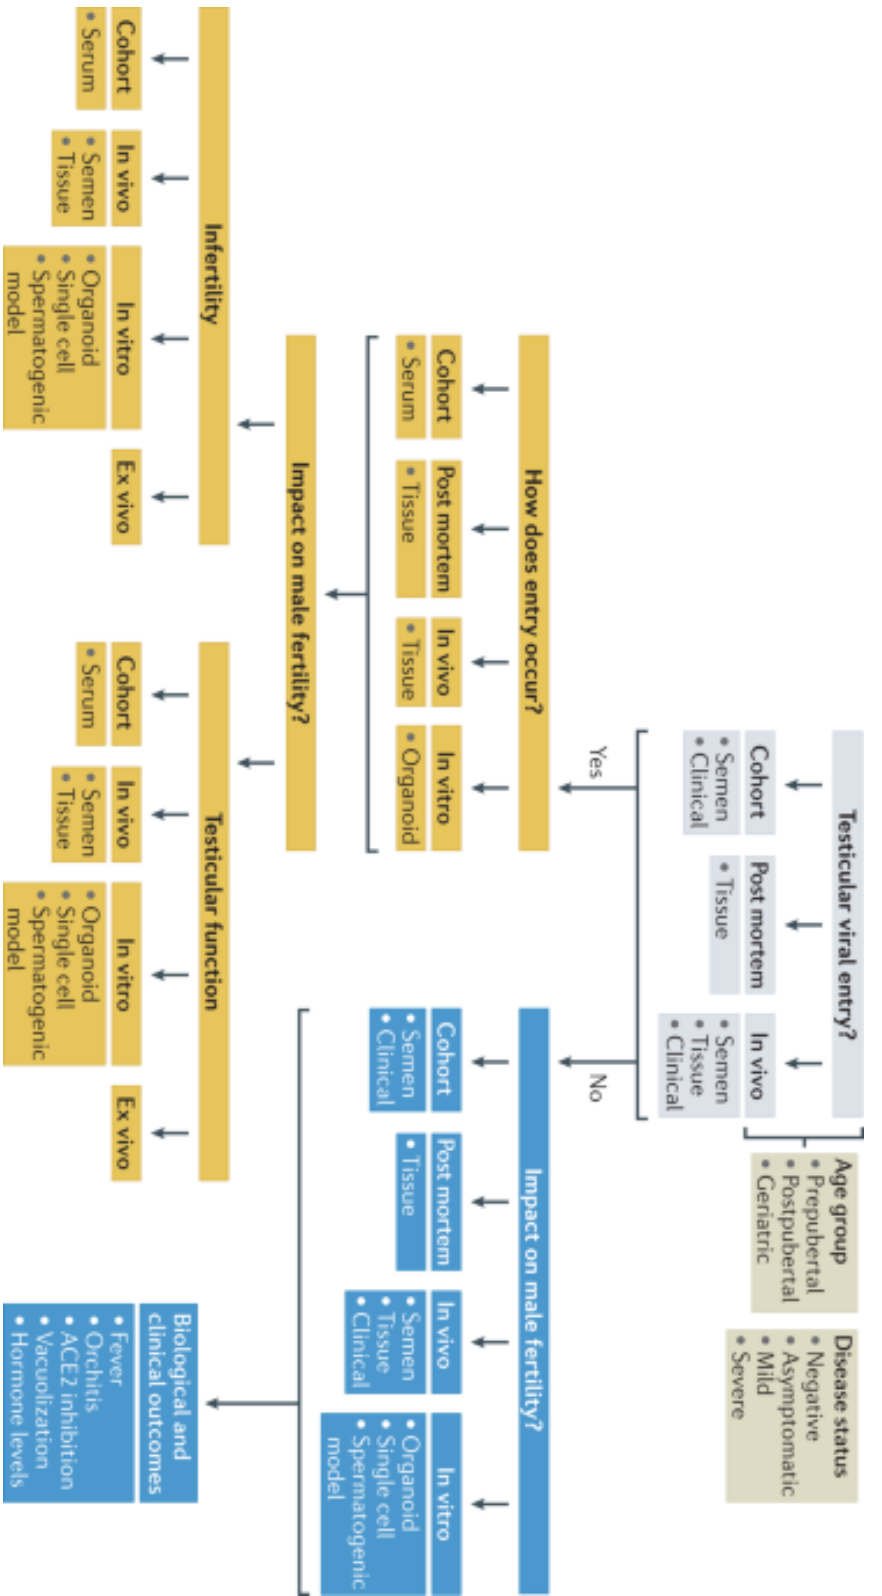 Testicular viral entry?
Cohort
• Semen
• Clinical
Post mortem
• Tissue
In vivo
• Semen
• Tissue
• Clinical
Age group
• Prepubertal
• Postpubertal
• Geriatric
Disease status
• Negative
• Asymptomatic
• Mild
• Severe
Yes
No
How does entry occur?
Cohort
• Serum
Post mortem
• Tissue
In vivo
• Tissue
In vitro
• Organoid
Impact on male fertility?
Cohort
• Semen
• Clinical
Post mortem
• Tissue
In vivo
• Semen
• Tissue
• Clinical
In vitro
• Organoid
• Single cell
• Spermatogenic
model
Impact on male fertility?
Infertility
Cohort
• Serum
In vivo
• Semen
• Tissue
In vitro
• Organoid
• Single cell
• Spermatogenic
model
Ex vivo
Testicular function
Cohort
• Serum
In vivo
• Semen
• Tissue
In vitro
• Organoid
• Single cell
• Spermatogenic
model
Ex vivo
Biological and
clinical outcomes
• Fever
• Orchitis
• ACE2 inhibition
• Vacuolization
• Hormone levels